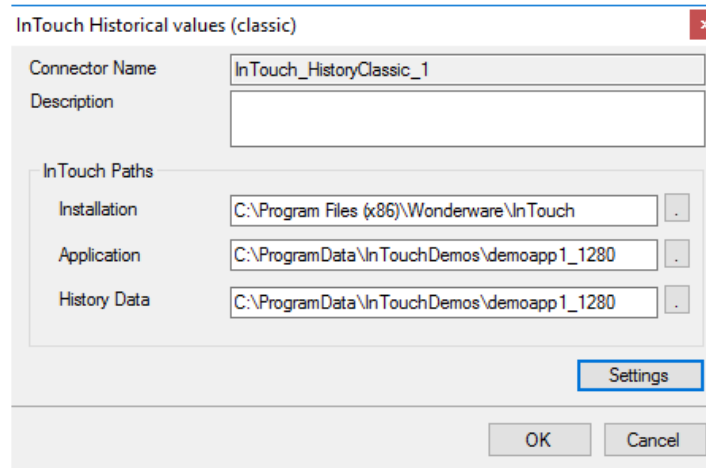 InTouch Historical values (classic)
Connector Name InTouch_HistoryClassic_1
Description
InTouch Paths
Installation C:\Program Files (x86)\Wonderware\InTouch .
Application C:\ProgramData\InTouchDemos\demoapp1_1280 .
History Data C:\ProgramData\InTouchDemos\demoapp1_1280 .
Settings
OK Cancel